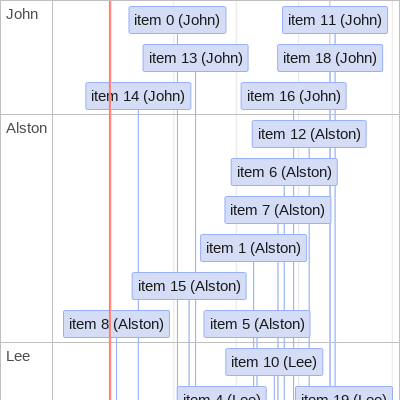 John
item 0 (John)
item 11 (John)
item 13 (John)
item 18 (John)
item 14 (John)
item 16 (John)
Alston
item 12 (Alston)
item 6 (Alston)
item 7 (Alston)
item 1 (Alston)
item 15 (Alston)
item 8 (Alston)
item 5 (Alston)
Lee
item 10 (Lee)
item 4 (Lee)
item 19 (Lee)